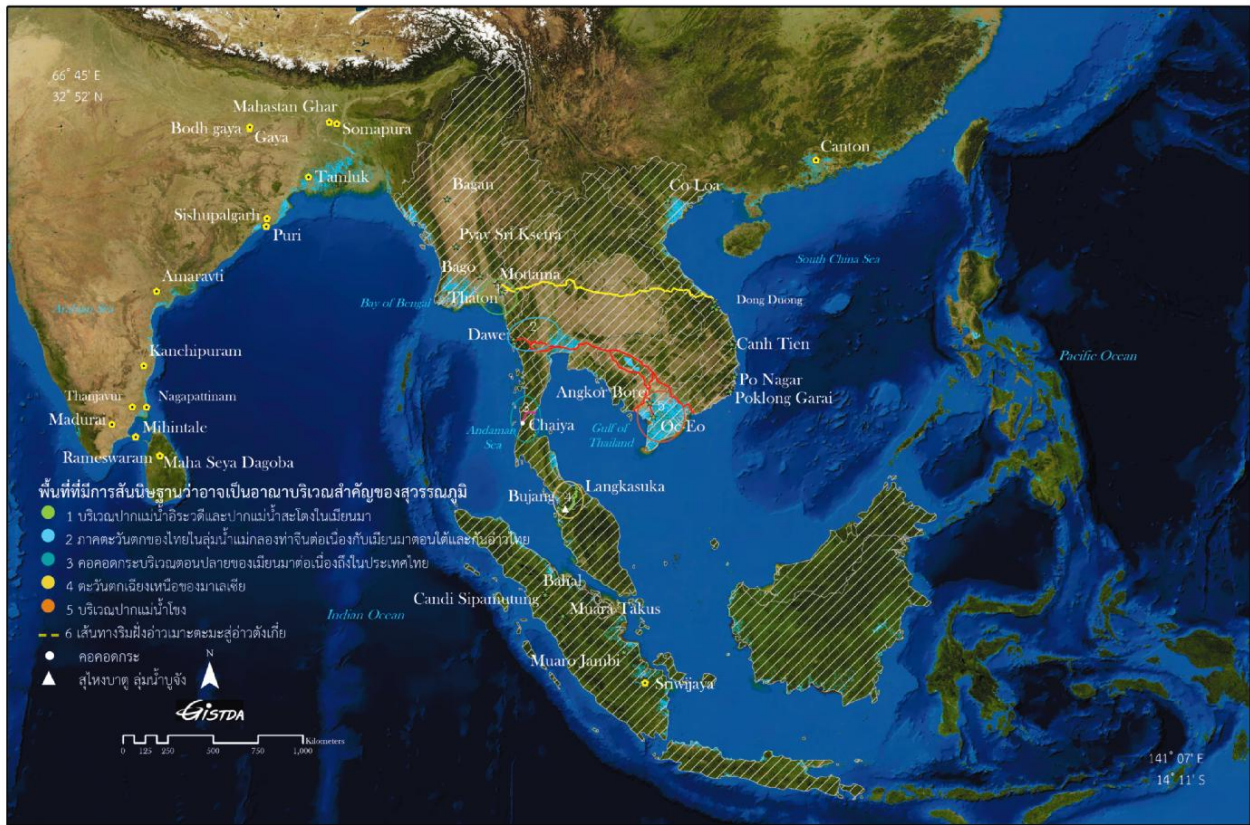 66° 45' E
32° 52' N
Mahastan Ghar
Bodh gaya
Gaya
Somapura
Canton
Tamluk
Bagan
Co Loa
Sishupalgarh
Puri
Pyay Sri Ksetra
Bago
Mottama
South China Sea
Amaravti
Bay of Bengal
Thaton
1
Dong Duong
Dawei
2
Canh Tien
Pacific Ocean
Kanchipuram
Po Nagar
Angkor Borei
Poklong Garai
Thanjavur
Nagapattinam
3
5
Madurai
Chaiya
Andaman
Sea
Gulf of
Thailand
Oc-Eo
Mihintale
Rameswaram
Maha Seya Dagoba
Langkasuka
Bujang
4
พื้นที่ที่มีการสันนิษฐานว่าอาจเป็นอาณาบริเวณสำคัญของสุวรรณภูมิ
1 บริเวณปากแม่น้ำอิระวดีและปากแม่น้ำสะโตงในเมียนมา
2 ภาคตะวันตกของไทยในลุ่มน้ำแม่กลองท่าจีนต่อเนื่องกับเมียนมาตอนใต้และก้นอ่าวไทย
3 คอคอดกระบริเวณตอนปลายของเมียนมาต่อเนื่องถึงในประเทศไทย
4 ตะวันตกเฉียงเหนือของมาเลเซีย
5 บริเวณปากแม่น้ำโขง
6 เส้นทางริมฝั่งอ่าวเมาะตะมะสู่อ่าวตังเกี๋ย
คอคอดกระ
สุไหงบาตู ลุ่มน้ำบูจัง
Bahal
Candi Sipamutung
Muara Takus
Indian Ocean
Muaro Jambi
Sriwijaya
N
GISTDA
Kilometers
0 125 250 500 750 1,000
141° 07' E
14° 11' S